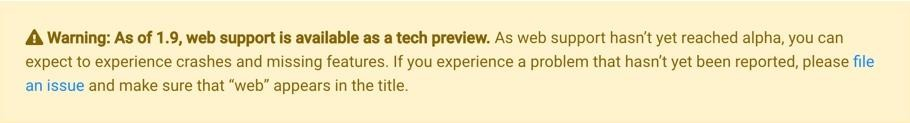 Warning: As of 1.9, web support is available as a tech preview. As web support hasn’t yet reached alpha, you can
expect to experience crashes and missing features. If you experience a problem that hasn’t yet been reported, please file
an issue and make sure that “web” appears in the title.